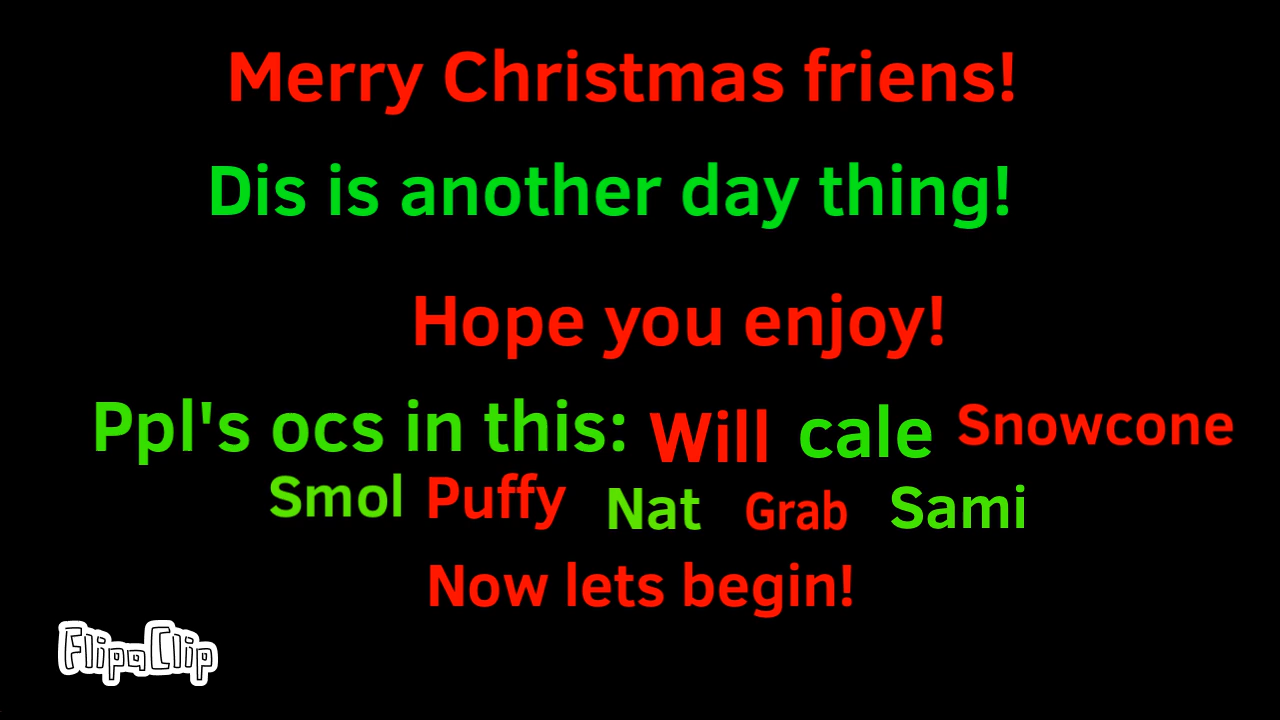 Merry Christmas friens!
Dis is another day thing!
Hope you enjoy!
Ppl's ocs in this: Will cale Snowcone
Smol Puffy Nat Grab Sami
Now lets begin!
FlipaClip